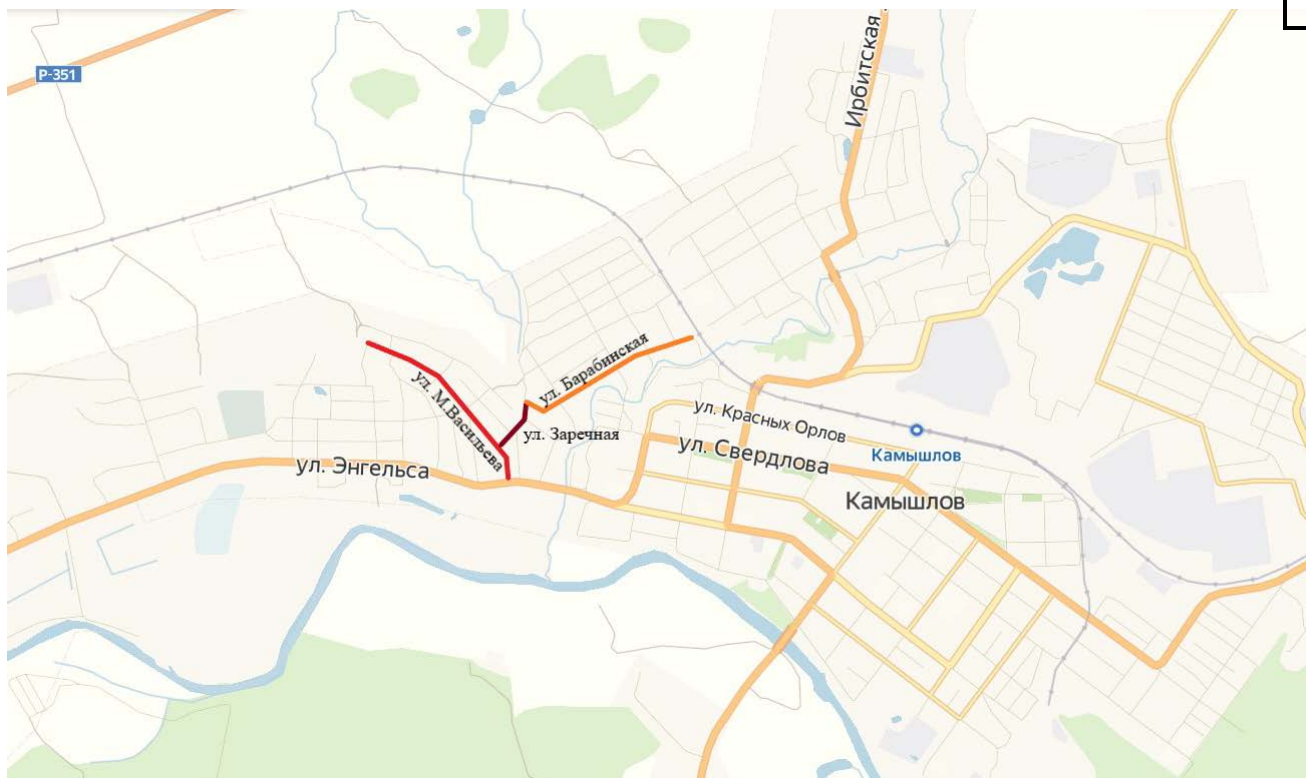 Р-351
Ирбитская
ул. Барабинская
ул. М.Васильева
ул. Заречная
ул. Красных Орлов
ул. Свердлова
Камышлов
ул. Энгельса
Камышлов